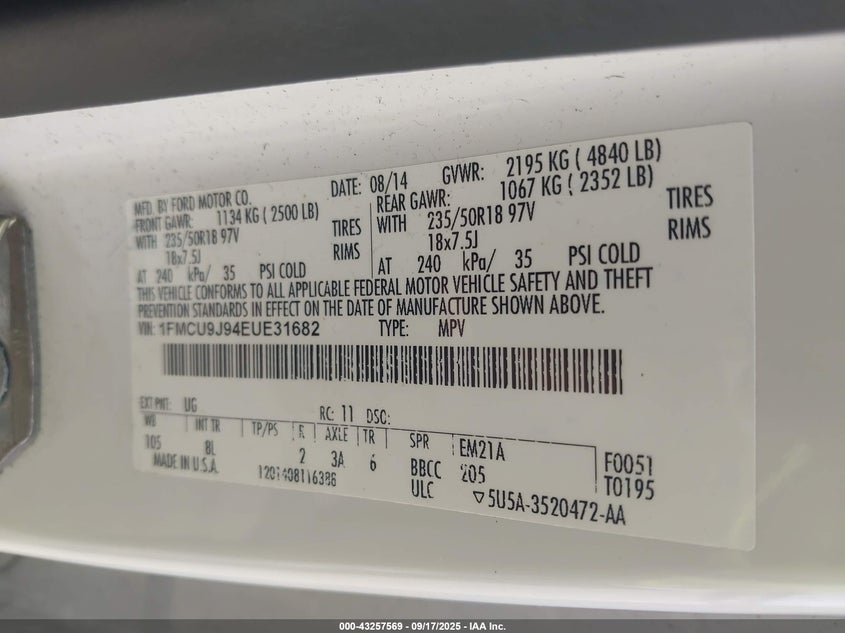 MFD. BY FORD MOTOR CO.
DATE: 08/14 GVWR: 2195 KG ( 4840 LB)
FRONT GAWR: 1134 KG ( 2500 LB)
REAR GAWR: 1067 KG ( 2352 LB)
WITH 235/50R18 97V TIRES
WITH 235/50R18 97V TIRES
18x7.5J RIMS
18x7.5J RIMS
AT 240 kPa/ 35 PSI COLD
AT 240 kPa/ 35 PSI COLD
THIS VEHICLE CONFORMS TO ALL APPLICABLE FEDERAL MOTOR VEHICLE SAFETY AND THEFT
PREVENTION STANDARDS IN EFFECT ON THE DATE OF MANUFACTURE SHOWN ABOVE.
VIN: 1FMCU9J94EUE31682 TYPE: MPV
EXT PNT: UG RC: 11 DSO:
WB INT TR TP/PS R AXLE TR SPR EM21A
105 8L 2 3A 6 BBCC 205 F0051
MADE IN U.S.A. ULC T0195
▽5U5A-3520472-AA
000-43257569 - 09/17/2025 - IAA Inc.